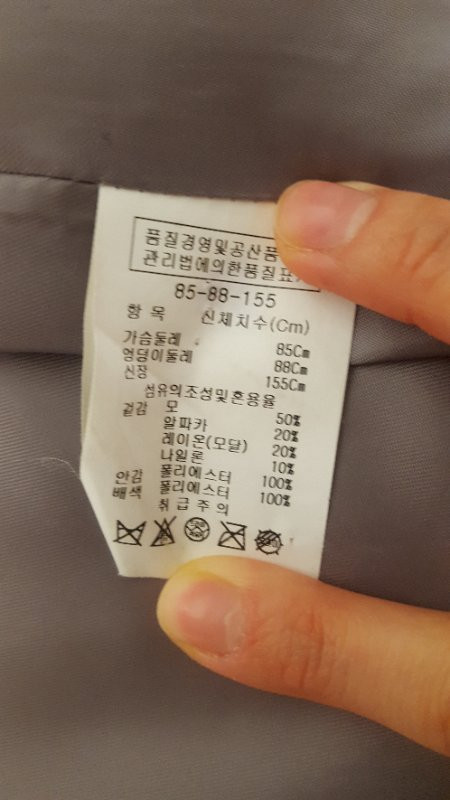 품질경영및공산품
관리법에의한품질표
85-88-155
항 목 신체치수(Cm)
가슴둘레 85Cm
엉덩이둘레 88Cm
신장 155Cm
섬유의조성및혼용율
겉감 모 50%
알파카 20%
레이온(모달) 20%
나일론 10%
안감 폴리에스터 100%
배색 폴리에스터 100%
취급주의